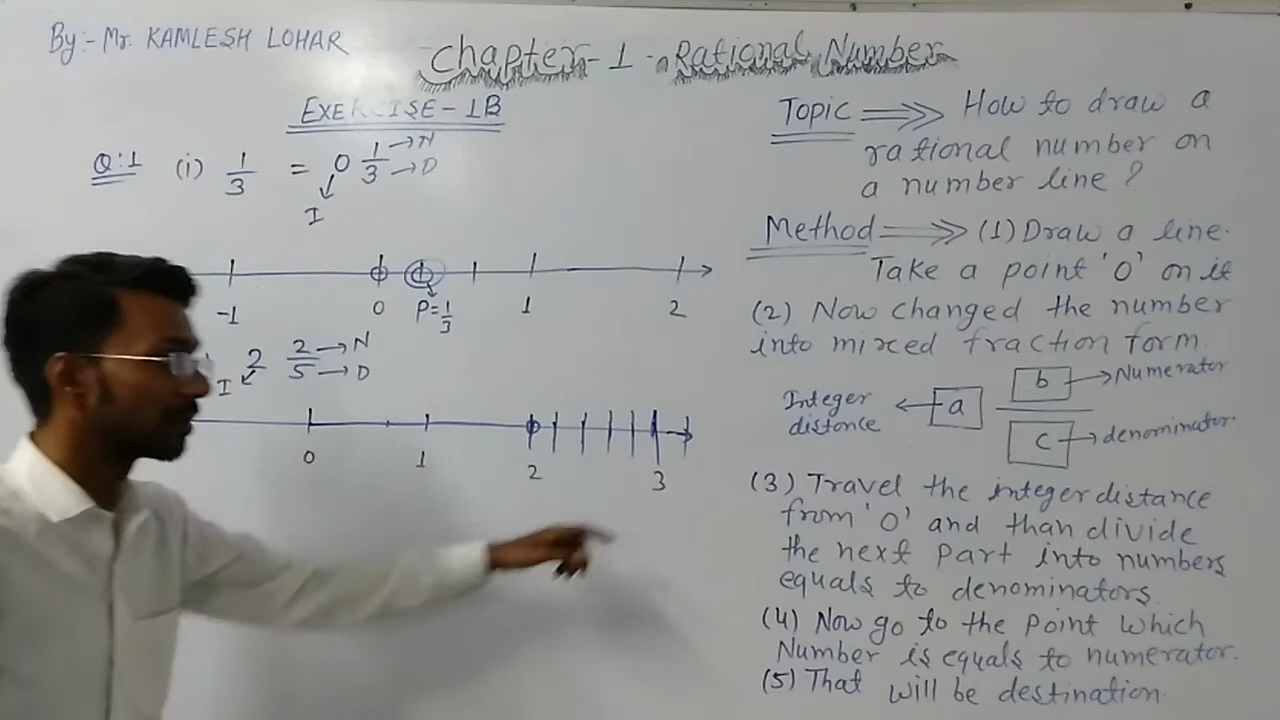 By:- Mr. KAMLESH LOHAR
Chapter-1 Rational Number
EXERCISE-1B
Q:1 (i) 1/3 = 0 1/3 → N → D
I
-1 0 1 2
P=1/3
2 2/5 → N → D
I
0 1 2 3
Topic ⇒ How to draw a
rational number on
a number line?
Method ⇒ (1) Draw a line.
Take a point 'O' on it
(2) Now changed the number
into mixed fraction form.
Integer distance ← a b → Numerator
c → denominator
(3) Travel the integer distance
from 'O' and than divide
the next part into numbers
equals to denominators.
(4) Now go to the point which
Number is equals to numerator.
(5) That will be destination.